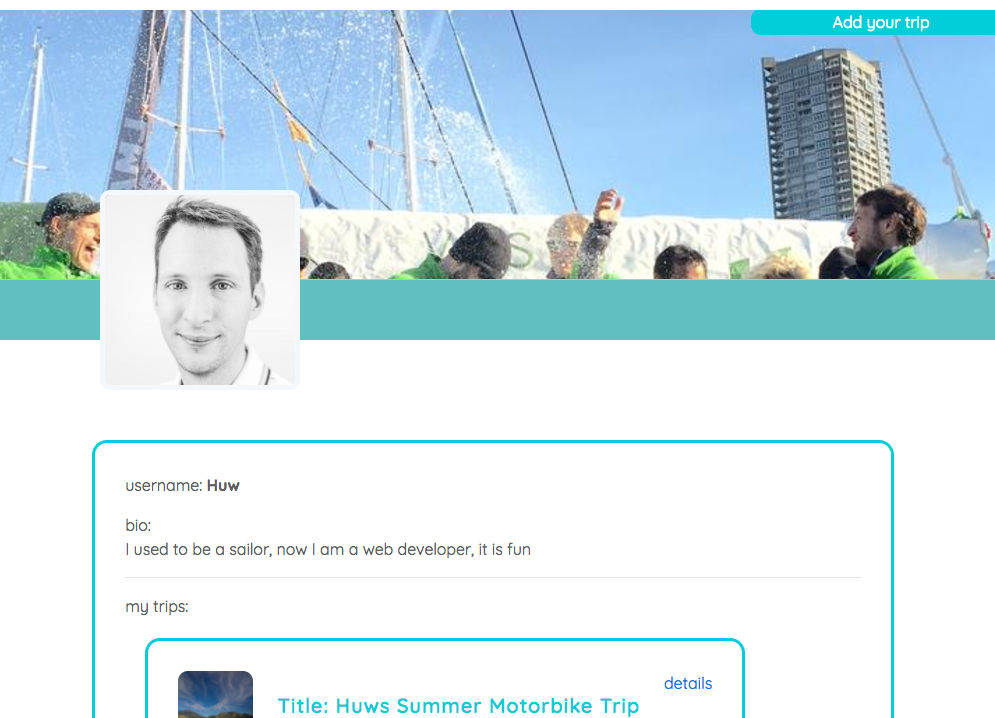 Add your trip
username: Huw
bio:
I used to be a sailor, now I am a web developer, it is fun
my trips:
details
Title: Huws Summer Motorbike Trip